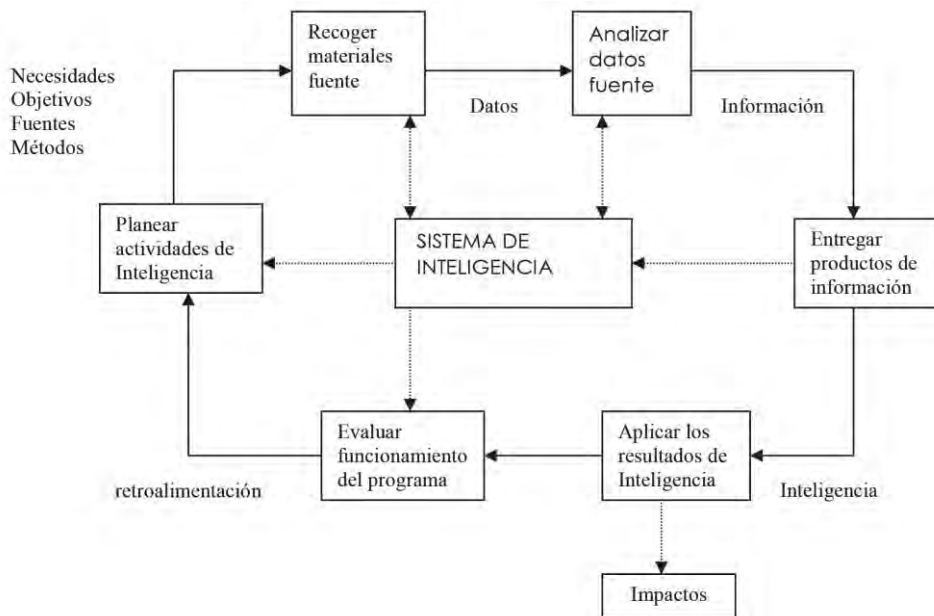 Necesidades
Objetivos
Fuentes
Métodos
Recoger
materiales
fuente
Datos
Analizar
datos
fuente
Información
Planear
actividades de
Inteligencia
SISTEMA DE
INTELIGENCIA
Entregar
productos de
información
retroalimentación
Evaluar
funcionamiento
del programa
Aplicar los
resultados de
Inteligencia
Inteligencia
Impactos